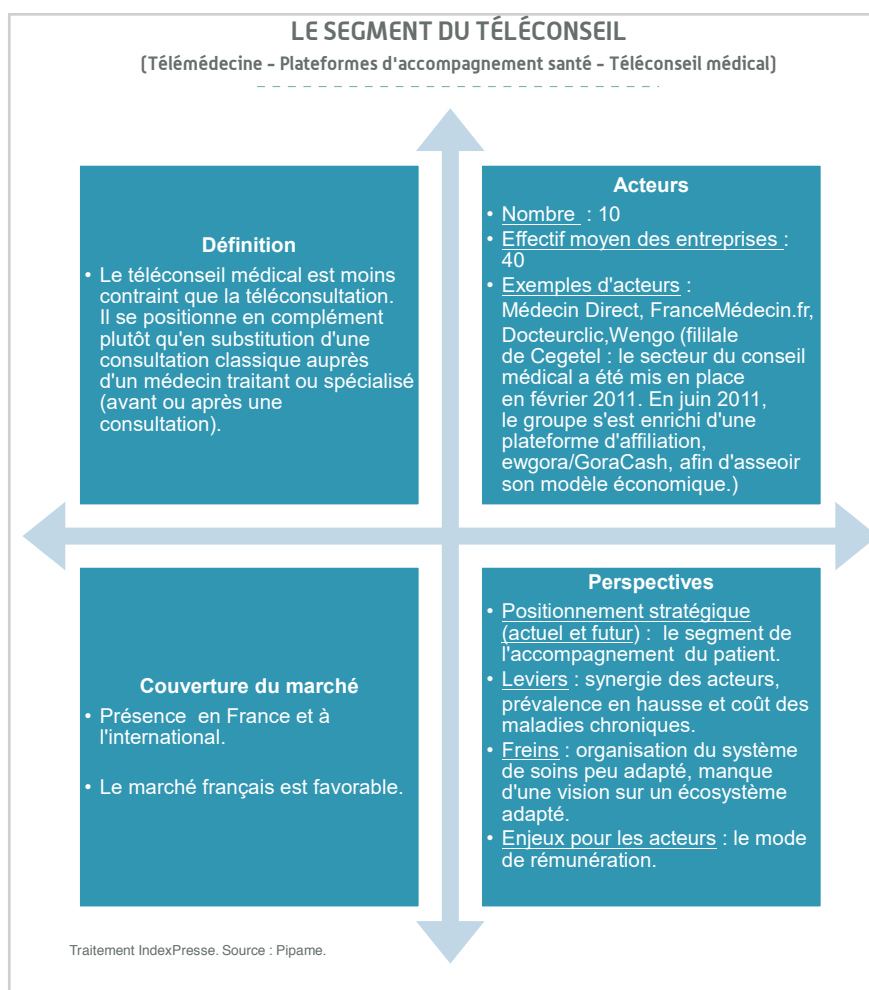 LE SEGMENT DU TÉLÉCONSEIL
(Télémédecine – Plateformes d'accompagnement santé – Téléconseil médical)
Définition
• Le téléconseil médical est moins
contraint que la téléconsultation.
Il se positionne en complément
plutôt qu'en substitution d'une
consultation classique auprès
d'un médecin traitant ou spécialisé
(avant ou après une
consultation).
Acteurs
• Nombre : 10
• Effectif moyen des entreprises :
40
• Exemples d'acteurs :
Médecin Direct, FranceMédecin.fr,
Docteurclic,Wengo (fililale
de Cegetel : le secteur du conseil
médical a été mis en place
en février 2011. En juin 2011,
le groupe s'est enrichi d'une
plateforme d'affiliation,
ewgora/GoraCash, afin d'asseoir
son modèle économique.)
Couverture du marché
• Présence en France et à
l'international.
• Le marché français est favorable.
Perspectives
• Positionnement stratégique
(actuel et futur) : le segment de
l'accompagnement du patient.
• Leviers : synergie des acteurs,
prévalence en hausse et coût des
maladies chroniques.
• Freins : organisation du système
de soins peu adapté, manque
d'une vision sur un écosystème
adapté.
• Enjeux pour les acteurs : le mode
de rémunération.
Traitement IndexPresse. Source : Pipame.